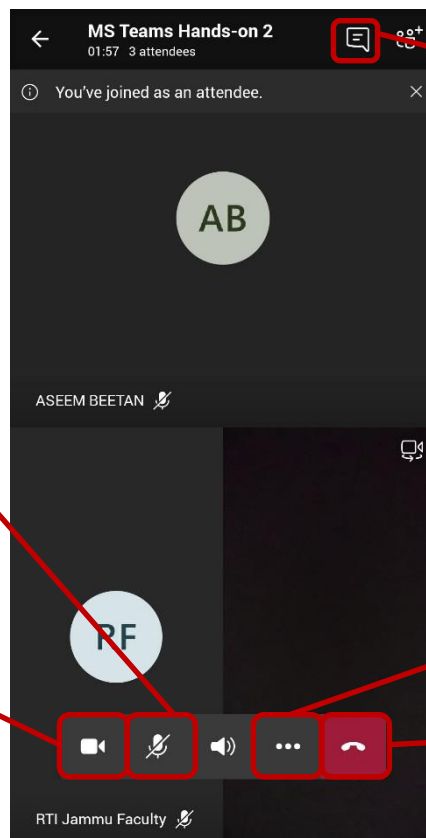 MS Teams Hands-on 2
01:57 3 attendees
You've joined as an attendee.
AB
ASEEM BEETAN
RF
RTI Jammu Faculty